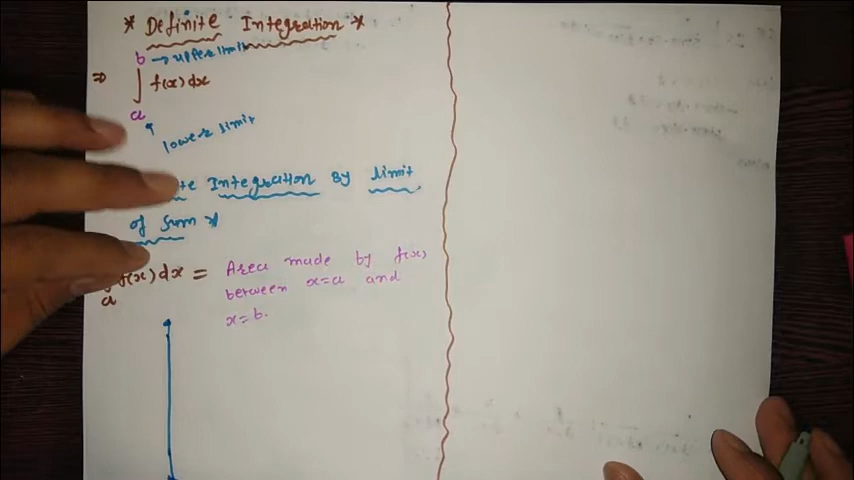 * Definite Integration *
b → upper limit
⇒ ∫ f(x) dx
a
lower limit
te Integration By limit
of Sum *
f(x) dx = Area made by f(x)
a
between x=a and
x=b.